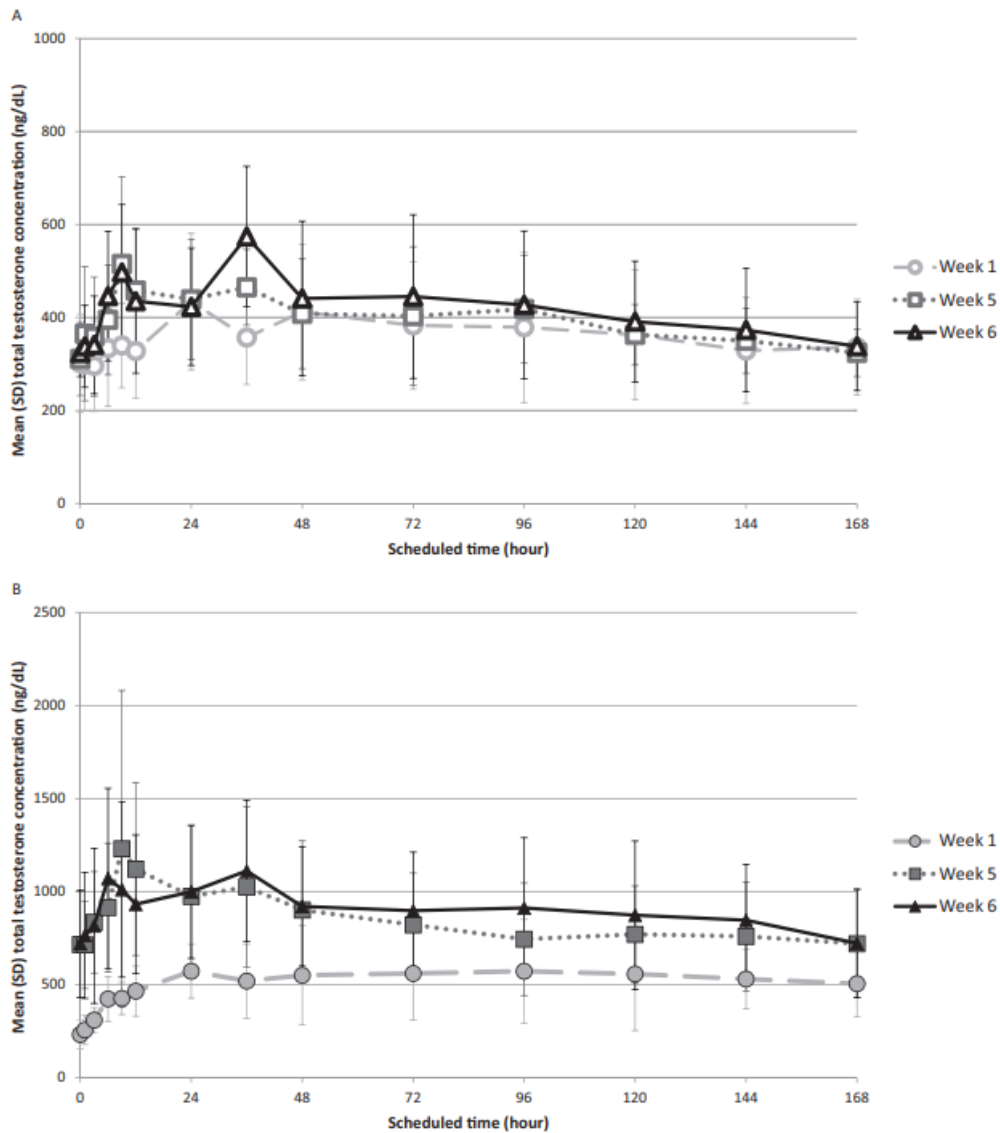 A
Mean (SD) total testosterone concentration (ng/dL)
1000
800
600
400
200
0
0 24 48 72 96 120 144 168
Scheduled time (hour)
Week 1
Week 5
Week 6
B
Mean (SD) total testosterone concentration (ng/dL)
2500
2000
1500
1000
500
0
0 24 48 72 96 120 144 168
Scheduled time (hour)
Week 1
Week 5
Week 6